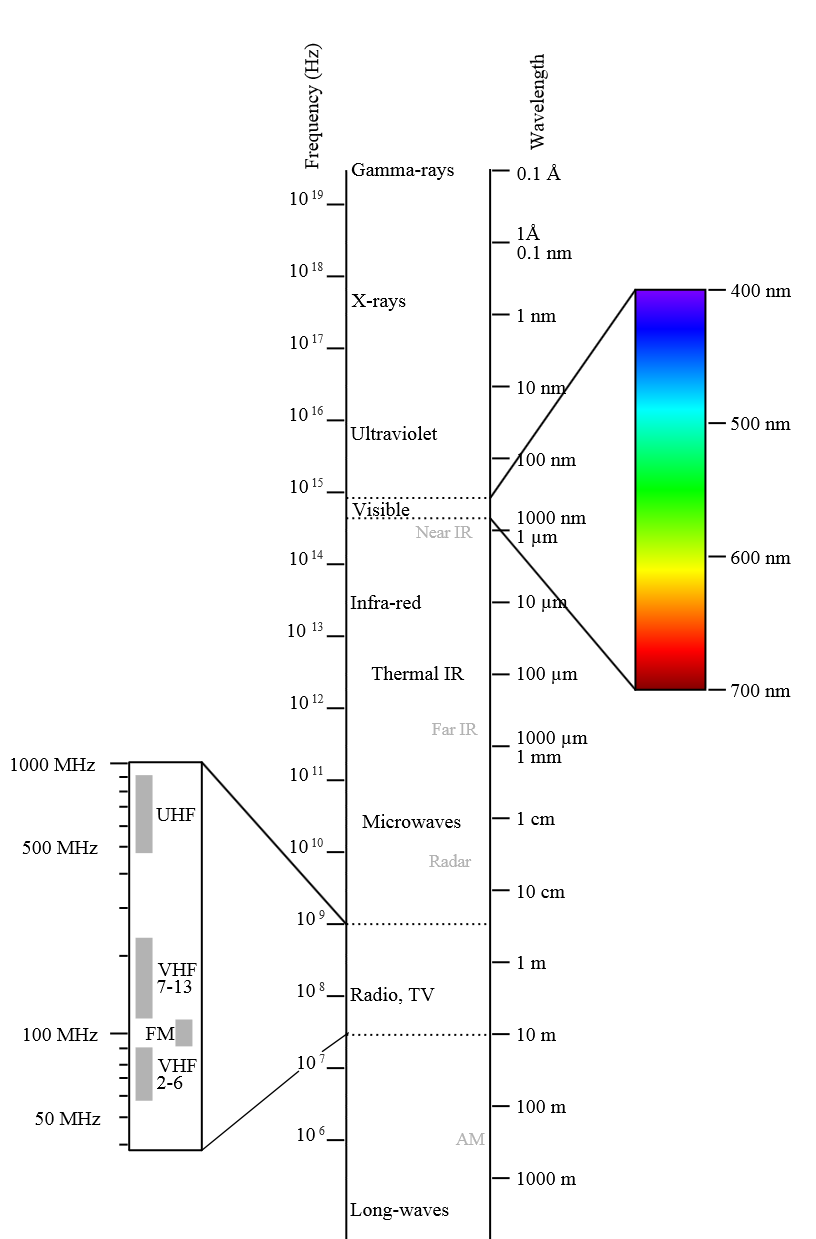 Frequency (Hz)
Wavelength
Gamma-rays
0.1 Å
10 19
1Å
0.1 nm
10 18
400 nm
X-rays
1 nm
10 17
10 nm
10 16
500 nm
Ultraviolet
100 nm
10 15
Visible
1000 nm
Near IR
1 µm
10 14
600 nm
Infra-red
10 µm
10 13
Thermal IR
100 µm
700 nm
10 12
Far IR
1000 µm
1 mm
1000 MHz
10 11
UHF
Microwaves
1 cm
500 MHz
10 10
Radar
10 cm
10 9
VHF
7-13
1 m
10 8
Radio, TV
100 MHz
FM
10 m
VHF
2-6
10 7
50 MHz
100 m
10 6
AM
1000 m
Long-waves